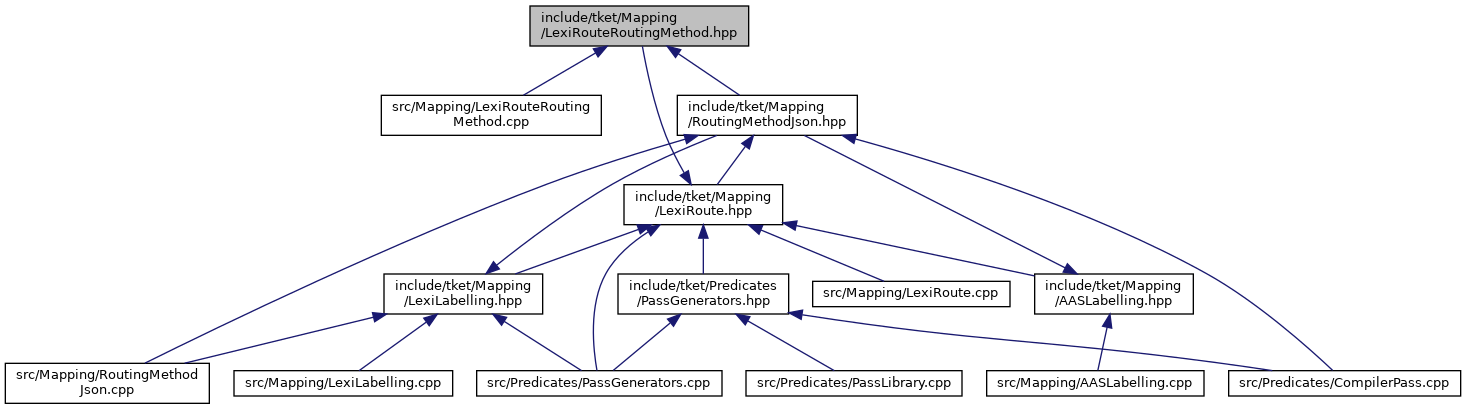 include/tket/Mapping
/LexiRouteRoutingMethod.hpp
src/Mapping/LexiRouteRouting
Method.cpp
include/tket/Mapping
/RoutingMethodJson.hpp
include/tket/Mapping
/LexiRoute.hpp
include/tket/Mapping
/LexiLabelling.hpp
include/tket/Predicates
/PassGenerators.hpp
src/Mapping/LexiRoute.cpp
include/tket/Mapping
/AASLabelling.hpp
src/Mapping/RoutingMethod
Json.cpp
src/Mapping/LexiLabelling.cpp
src/Predicates/PassGenerators.cpp
src/Predicates/PassLibrary.cpp
src/Mapping/AASLabelling.cpp
src/Predicates/CompilerPass.cpp